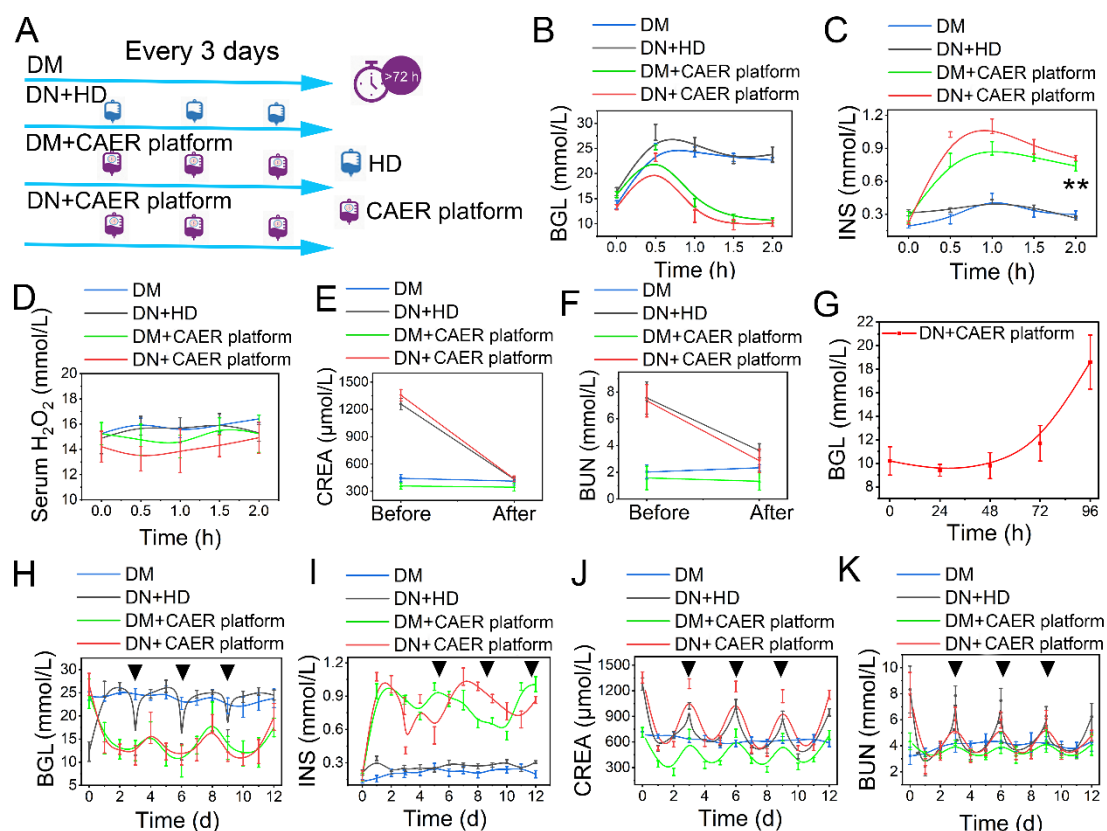 A
Every 3 days
DM
>72 h
DN+HD
DM+CAER platform
HD
DN+CAER platform
CAER platform
B
DM
DN+HD
DM+CAER platform
DN+CAER platform
BGL (mmol/L)
30
25
20
15
10
0.0 0.5 1.0 1.5 2.0
Time (h)
C
DM
DN+HD
DM+CAER platform
DN+CAER platform
INS (mmol/L)
1.2
0.9
0.6
0.3
**
0.0 0.5 1.0 1.5 2.0
Time (h)
D
DM
DN+HD
DM+CAER platform
DN+CAER platform
Serum H₂O₂ (mmol/L)
18
16
14
12
10
0.0 0.5 1.0 1.5 2.0
Time (h)
E
DM
DN+HD
DM+CAER platform
DN+ CAER platform
CREA (μmol/L)
1500
1200
900
600
300
Before After
F
DM
DN+HD
DM+CAER platform
DN+ CAER platform
BUN (mmol/L)
8
6
4
2
0
Before After
G
DN+CAER platform
BGL (mmol/L)
22
20
18
16
14
12
10
8
0 24 48 72 96
Time (h)
H
DM
DN+HD
DM+CAER platform
DN+CAER platform
BGL (mmol/L)
30
25
20
15
10
5
0 2 4 6 8 10 12
Time (d)
I
DM
DN+HD
DM+CAER platform
DN+CAER platform
INS (mmol/L)
1.2
0.9
0.6
0.3
0 2 4 6 8 10 12
Time (d)
J
DM
DN+HD
DM+CAER platform
DN+CAER platform
CREA (μmol/L)
1500
1200
900
600
300
0 2 4 6 8 10 12
Time (d)
K
DM
DN+HD
DM+CAER platform
DN+CAER platform
BUN (mmol/L)
10
8
6
4
2
0 2 4 6 8 10 12
Time (d)